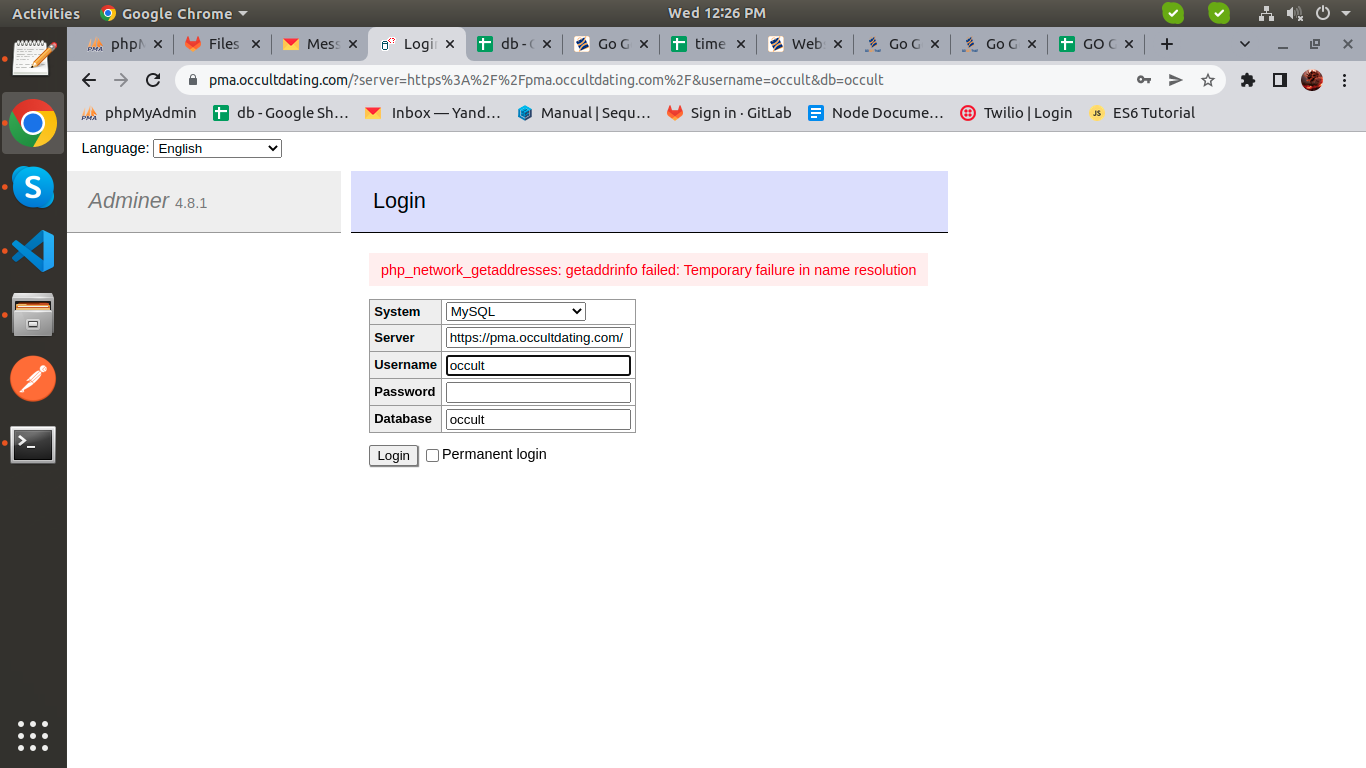 Activities Google Chrome Wed 12:26 PM
phpM Files Mess Login db - G Go G time Web Go G Go G GO G
pma.occultdating.com/?server=https%3A%2F%2Fpma.occultdating.com%2F&username=occult&db=occult
PMA phpMyAdmin db - Google Sh… Inbox — Yand… Manual | Sequ… Sign in · GitLab Node Docume… Twilio | Login JS ES6 Tutorial
Language: English
Adminer 4.8.1
Login
php_network_getaddresses: getaddrinfo failed: Temporary failure in name resolution
System MySQL
Server https://pma.occultdating.com/
Username occult
Password
Database occult
Login Permanent login